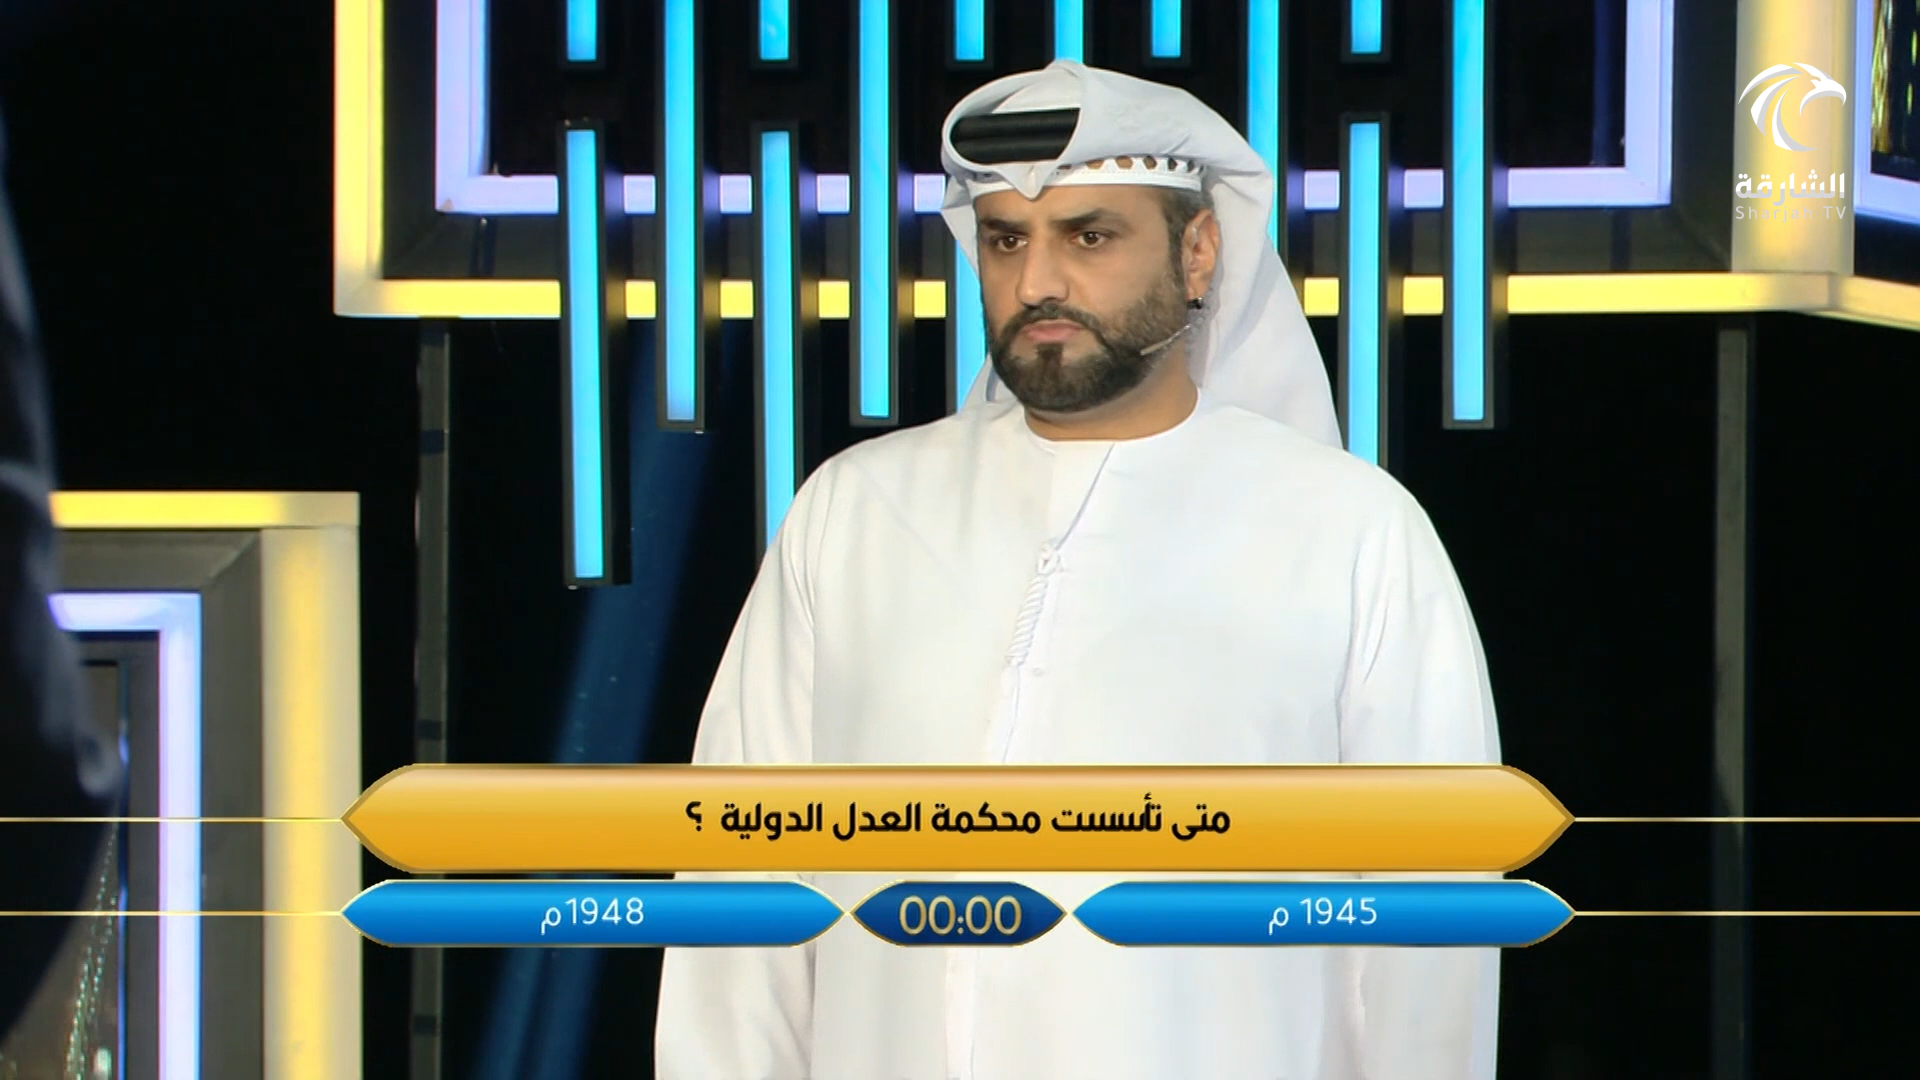 الشارقة
Sharjah TV
متى تأسست محكمة العدل الدولية ؟
1945 م
00:00
1948م